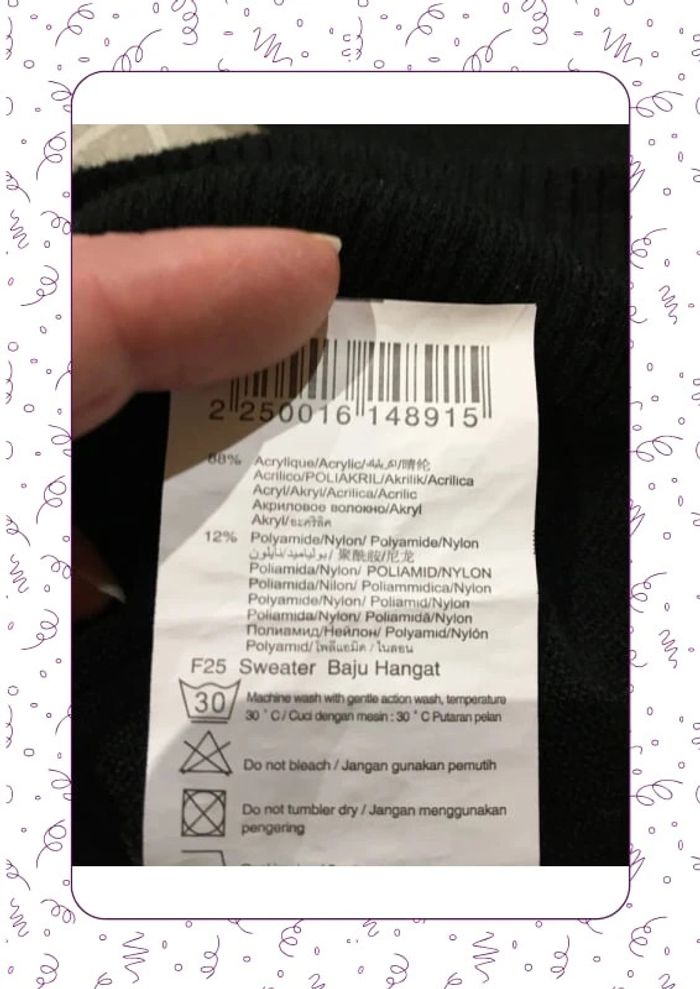 2 250016 148915
88% Acrylique/Acrylic/اكريليك/腈纶
Acrilico/POLIAKRIL/Akrilik/Acrilica
Acryl/Akryl/Acrilica/Acrilic
Акриловое волокно/Akryl
Akryl/อะคริลิค
12% Polyamide/Nylon/ Polyamide/Nylon
بولياميد/نايلون/ 聚酰胺/尼龙
Poliamida/Nylon/ POLIAMID/NYLON
Poliamida/Nilon/ Poliammidica/Nylon
Polyamide/Nylon/ Poliamid/Nylon
Poliamida/Nylon/ Poliamidă/Nylon
Полиамид/Нейлон/ Polyamid/Nylón
Polyamid/ โพลีแอมิด / ไนลอน
F25 Sweater Baju Hangat
30 Machine wash with gentle action wash, temperature
30 ° C / Cuci dengan mesin : 30 ° C Putaran pelan
Do not bleach / Jangan gunakan pemutih
Do not tumbler dry / Jangan menggunakan
pengering